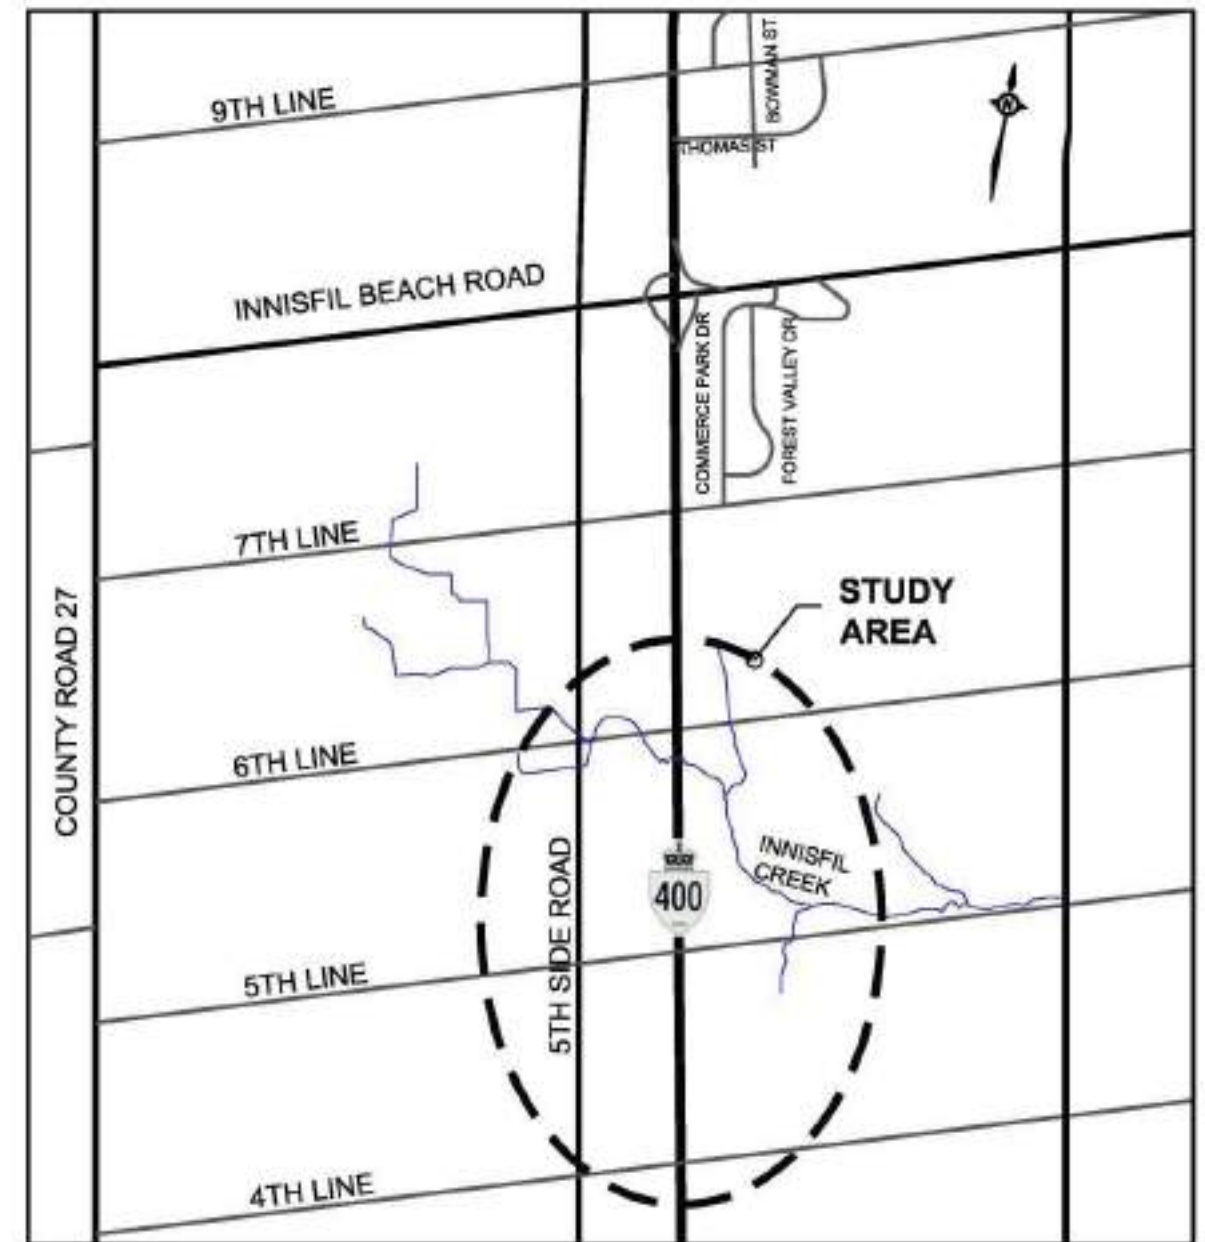 BOWMAN ST
9TH LINE
N
THOMAS ST
INNISFIL BEACH ROAD
COMMERCE PARK DR
FOREST VALLEY DR
7TH LINE
STUDY
AREA
COUNTY ROAD 27
6TH LINE
INNISFIL
CREEK
400
5TH SIDE ROAD
5TH LINE
4TH LINE